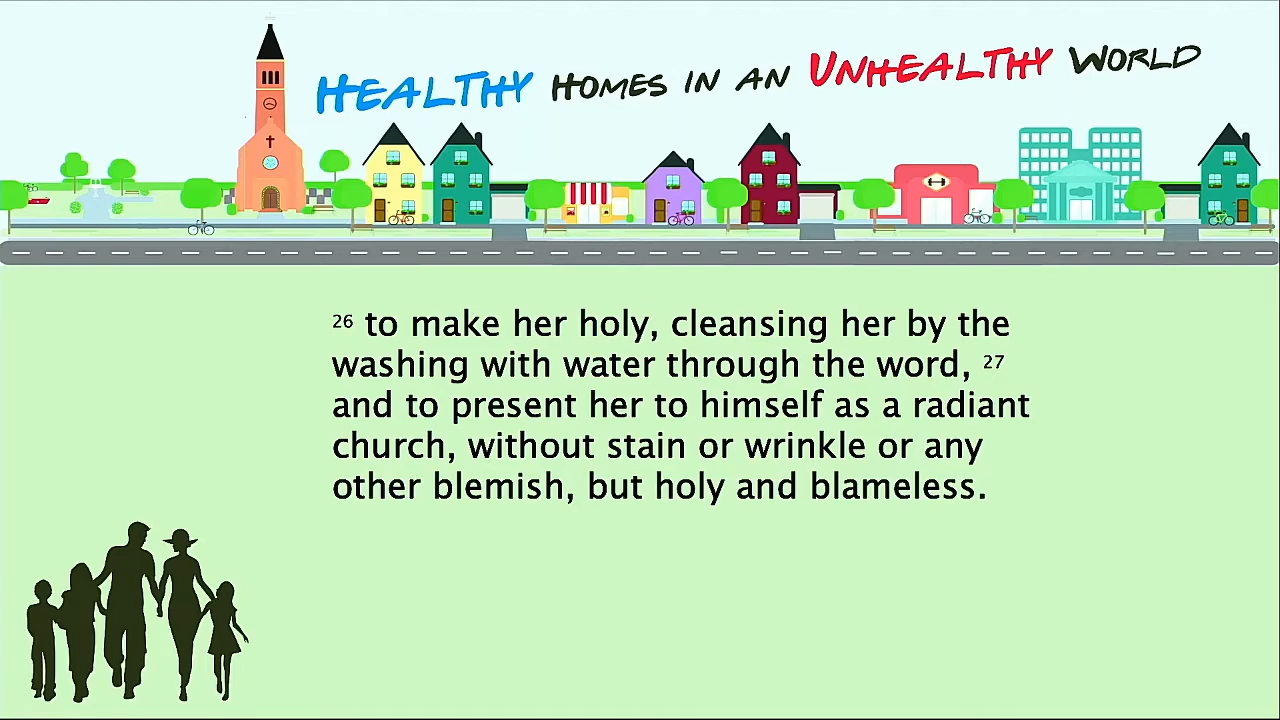 HEALTHY HOMES IN AN UNHEALTHY WORLD
26 to make her holy, cleansing her by the
washing with water through the word, 27
and to present her to himself as a radiant
church, without stain or wrinkle or any
other blemish, but holy and blameless.